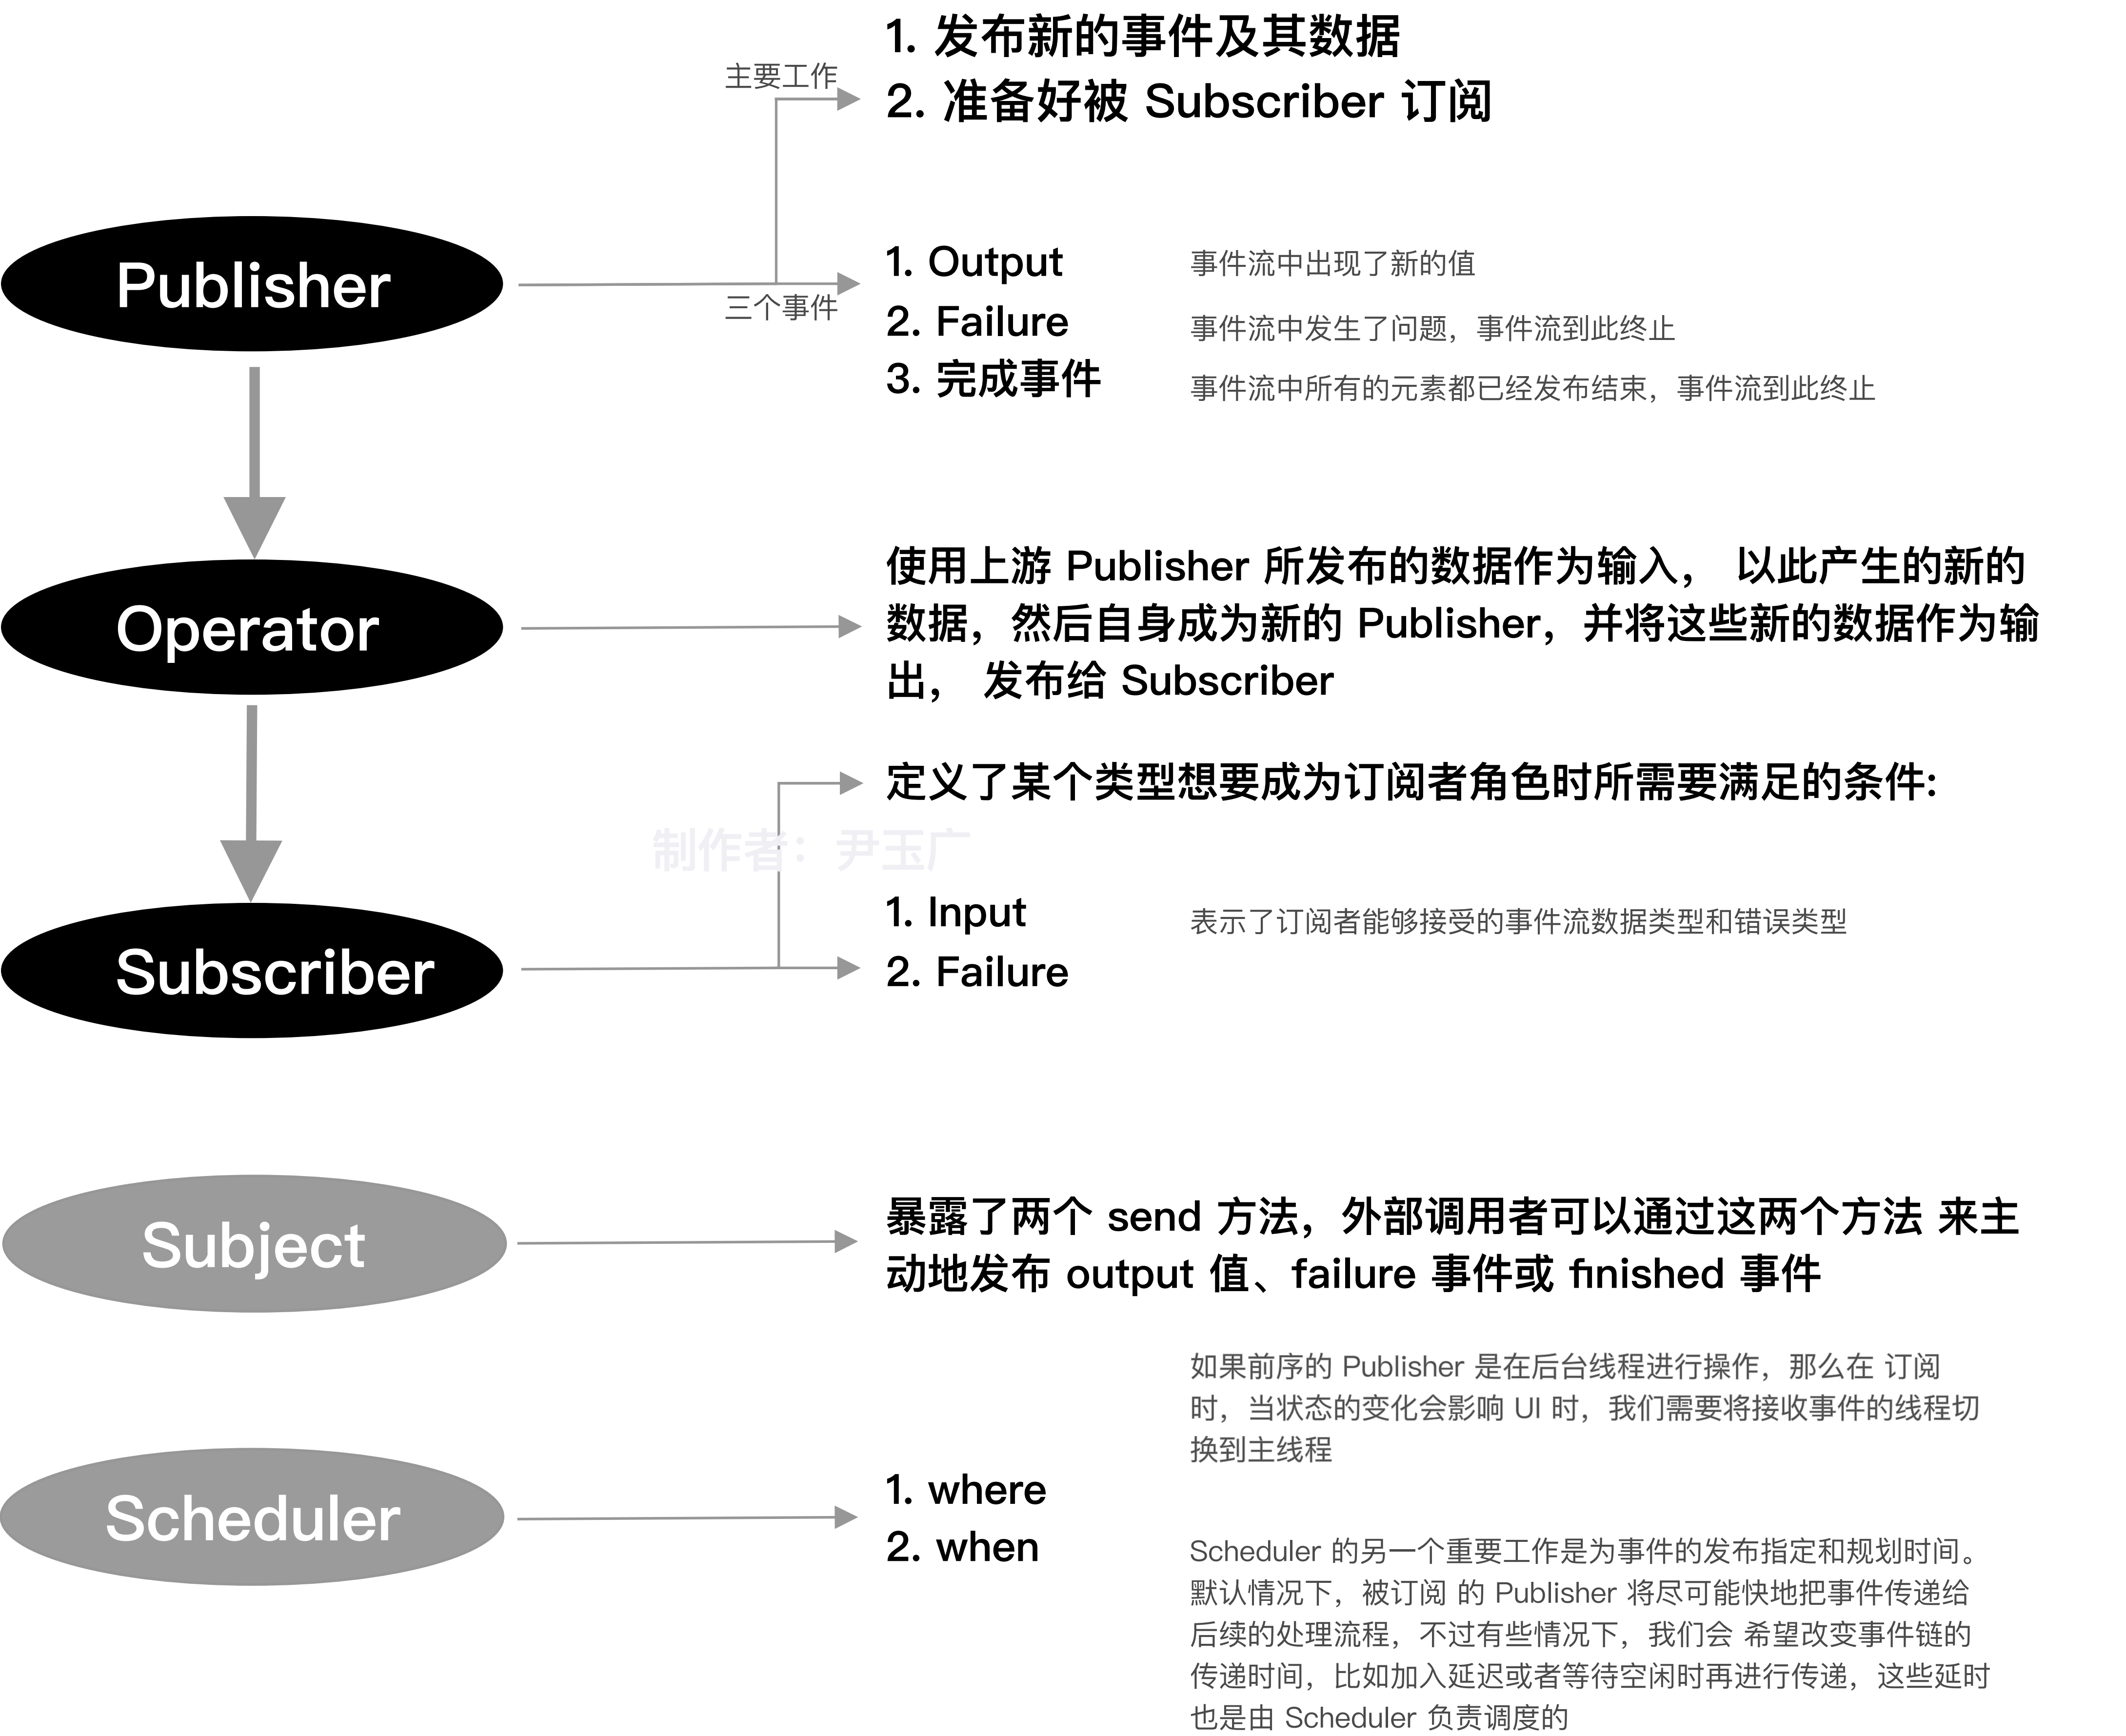 1. 发布新的事件及其数据
主要工作
2. 准备好被 Subscriber 订阅
Publisher
三个事件
1. Output
事件流中出现了新的值
2. Failure
事件流中发生了问题，事件流到此终止
3. 完成事件
事件流中所有的元素都已经发布结束，事件流到此终止
Operator
使用上游 Publisher 所发布的数据作为输入， 以此产生的新的
数据，然后自身成为新的 Publisher，并将这些新的数据作为输
出， 发布给 Subscriber
定义了某个类型想要成为订阅者角色时所需要满足的条件:
制作者：尹玉广
Subscriber
1. Input
表示了订阅者能够接受的事件流数据类型和错误类型
2. Failure
Subject
暴露了两个 send 方法，外部调用者可以通过这两个方法 来主
动地发布 output 值、failure 事件或 finished 事件
Scheduler
1. where
如果前序的 Publisher 是在后台线程进行操作，那么在 订阅
时，当状态的变化会影响 UI 时，我们需要将接收事件的线程切
换到主线程
2. when
Scheduler 的另一个重要工作是为事件的发布指定和规划时间。
默认情况下，被订阅 的 Publisher 将尽可能快地把事件传递给
后续的处理流程，不过有些情况下，我们会 希望改变事件链的
传递时间，比如加入延迟或者等待空闲时再进行传递，这些延时
也是由 Scheduler 负责调度的